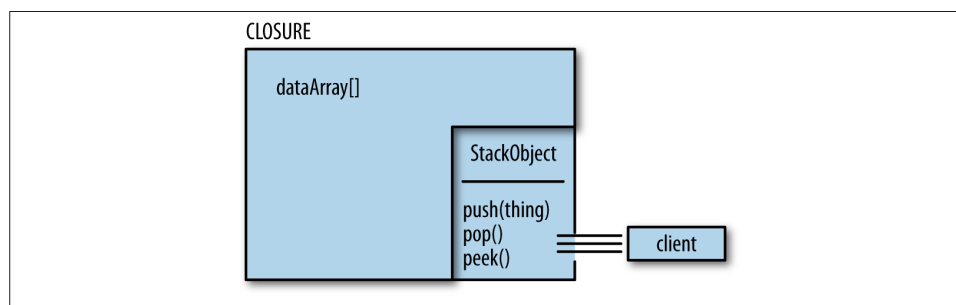 CLOSURE
dataArray[]
StackObject
push(thing)
pop()
peek()
client